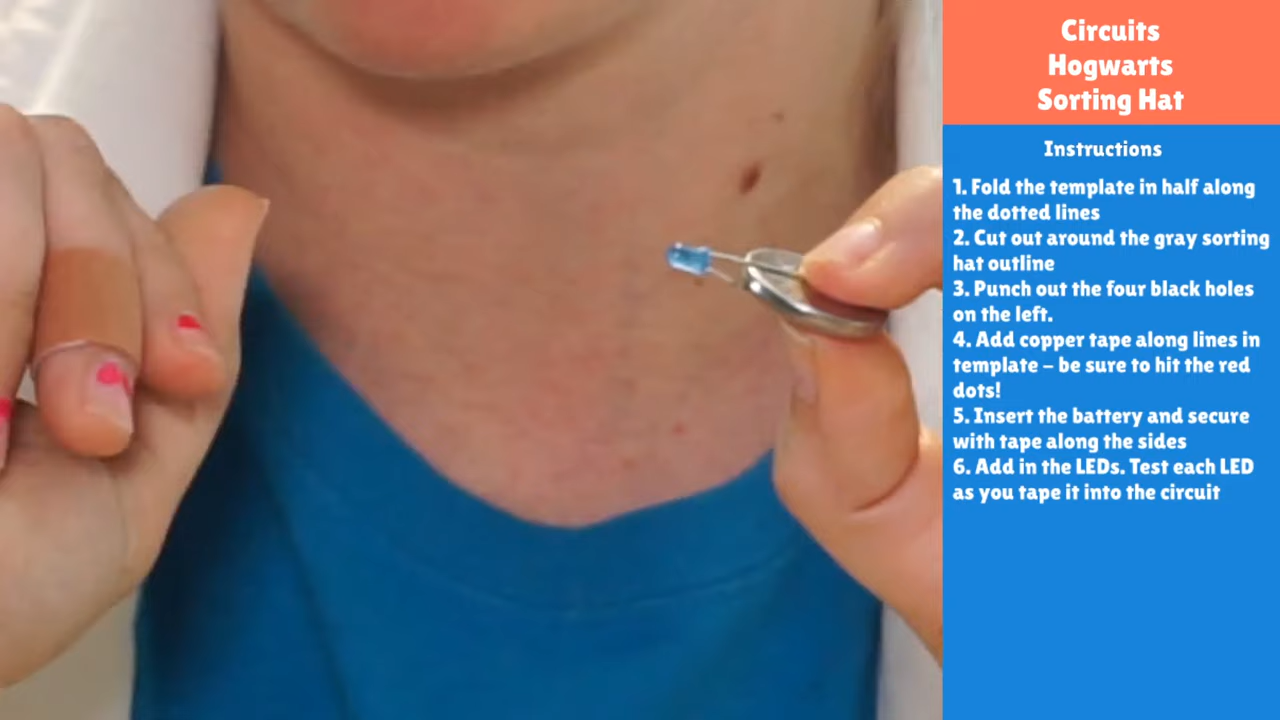 Circuits
Hogwarts
Sorting Hat
Instructions
1. Fold the template in half along
the dotted lines
2. Cut out around the gray sorting
hat outline
3. Punch out the four black holes
on the left.
4. Add copper tape along lines in
template – be sure to hit the red
dots!
5. Insert the battery and secure
with tape along the sides
6. Add in the LEDs. Test each LED
as you tape it into the circuit